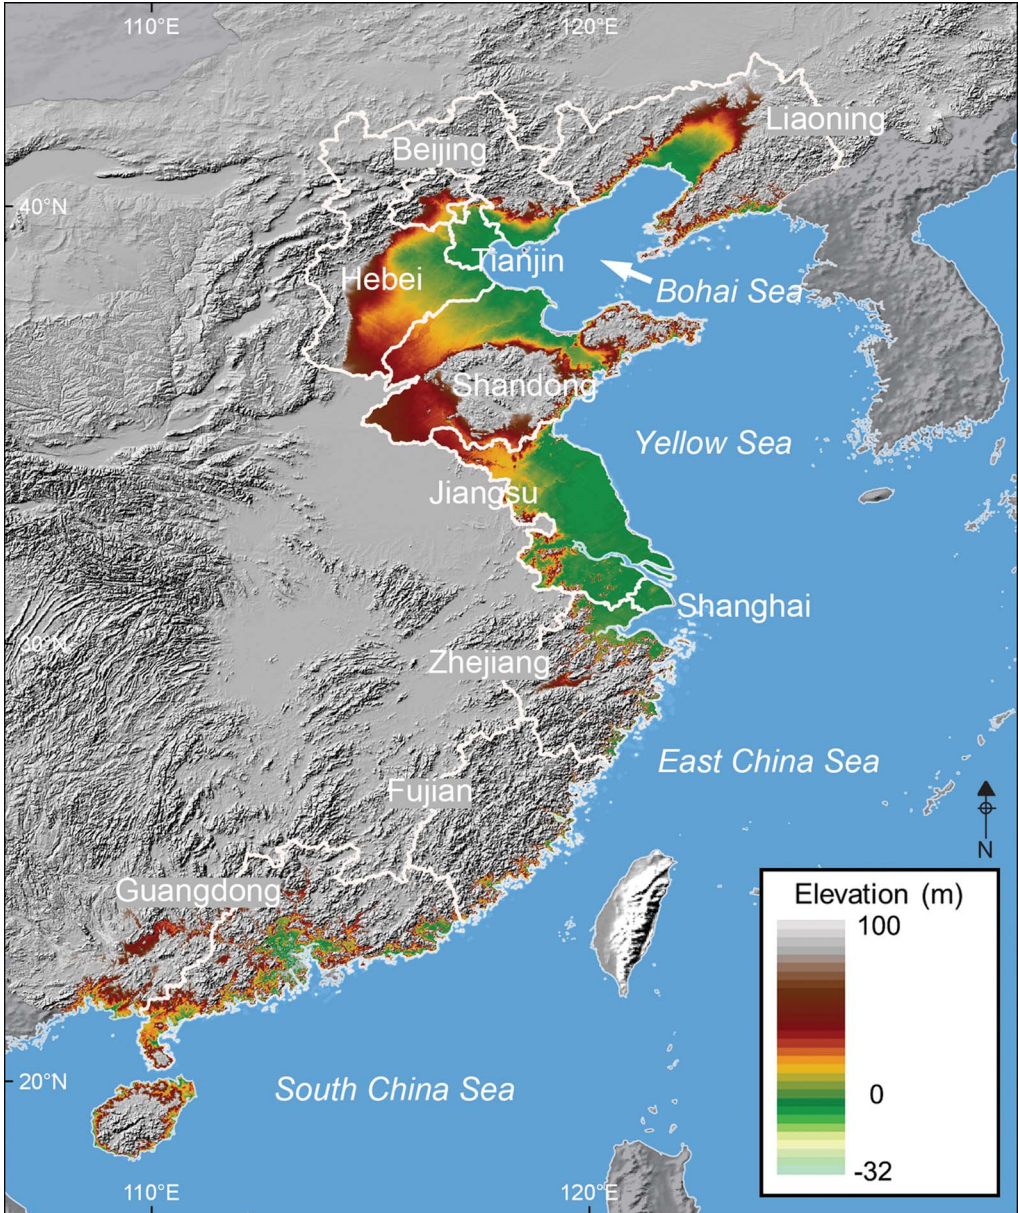 110°E
120°E
Liaoning
Beijing
40°N
Tianjin
Hebei
Bohai Sea
Shandong
Yellow Sea
Jiangsu
Shanghai
30°N
Zhejiang
East China Sea
Fujian
N
Guangdong
Elevation (m)
100
0
-32
20°N
South China Sea
110°E
120°E